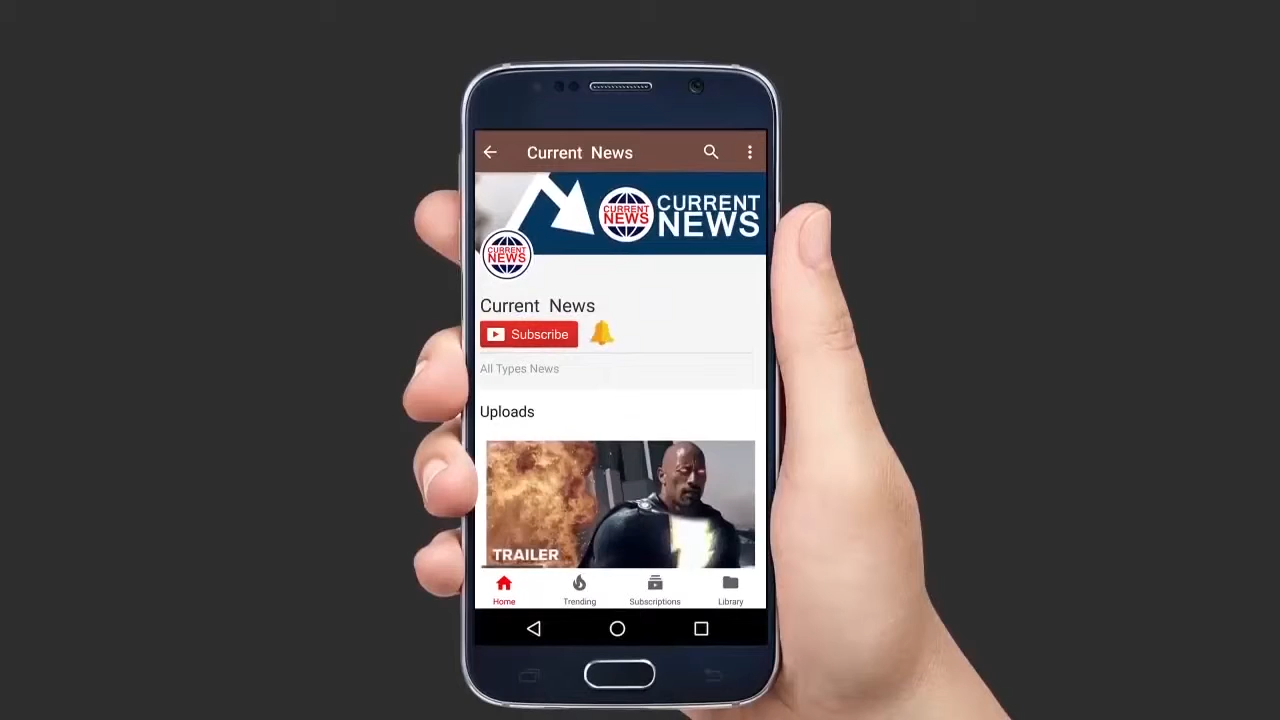 Current News
CURRENT
NEWS
CURRENT
NEWS
CURRENT
NEWS
Current News
Subscribe
All Types News
Uploads
TRAILER
Home Trending Subscriptions Library